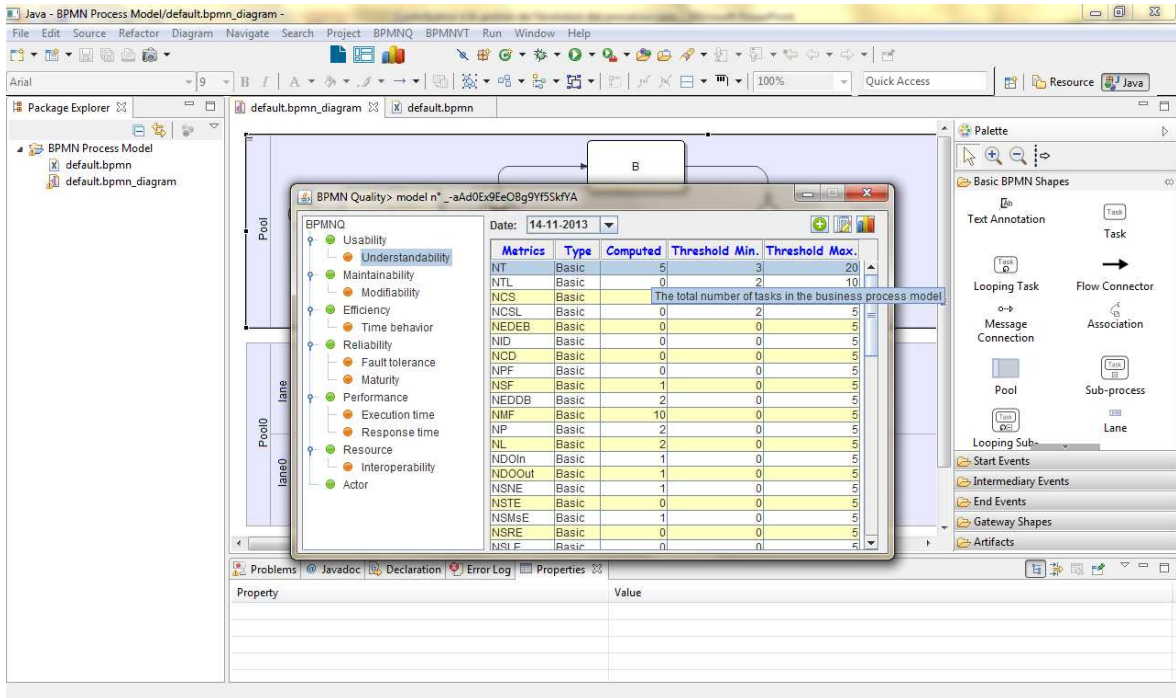 Java - BPMN Process Model/default.bpmn_diagram -
File Edit Source Refactor Diagram Navigate Search Project BPMNQ BPMNVT Run Window Help
Arial 9 B I A 100% Quick Access Resource Java
Package Explorer
BPMN Process Model
default.bpmn
default.bpmn_diagram
default.bpmn_diagram default.bpmn
Pool
B
Pool0
lane
lane0
BPMN Quality> model n° _-aAd0Ex9EeOBg9Yf5SkfYA
BPMNQ
Usability
Understandability
Maintainability
Modifiability
Efficiency
Time behavior
Reliability
Fault tolerance
Maturity
Performance
Execution time
Response time
Resource
Interoperability
Actor
Date: 14-11-2013
Metrics Type Computed Threshold Min. Threshold Max.
NT Basic 5 3 20
NTL Basic 0 2 10
NCS Basic
The total number of tasks in the business process model
NCSL Basic 0 2 5
NEDEB Basic 0 0 5
NID Basic 0 0 5
NCD Basic 0 0 5
NPF Basic 0 0 5
NSF Basic 1 0 5
NEDDB Basic 2 0 5
NMF Basic 10 0 5
NP Basic 2 0 5
NL Basic 2 0 5
NDOIn Basic 1 0 5
NDOOut Basic 1 0 5
NSNE Basic 1 0 5
NSTE Basic 0 0 5
NSMsE Basic 1 0 5
NSRE Basic 0 0 5
NSLE Basic 0 0 5
Palette
Basic BPMN Shapes
Text Annotation
Task
Task
Task
Looping Task
Flow Connector
Message Connection
Association
Pool
Task
Sub-process
Task
Looping Sub-
Lane
Start Events
Intermediary Events
End Events
Gateway Shapes
Artifacts
Problems @ Javadoc Declaration Error Log Properties
Property Value